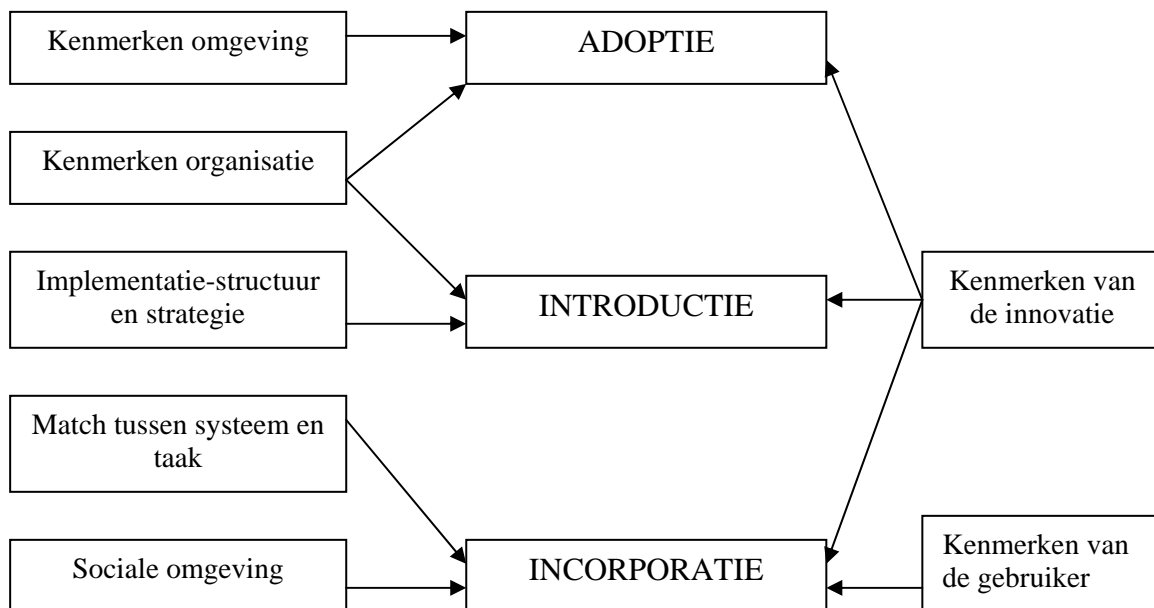 Kenmerken omgeving
ADOPTIE
Kenmerken organisatie
Implementatie-structuur
en strategie
INTRODUCTIE
Kenmerken van
de innovatie
Match tussen systeem en
taak
Sociale omgeving
INCORPORATIE
Kenmerken van
de gebruiker